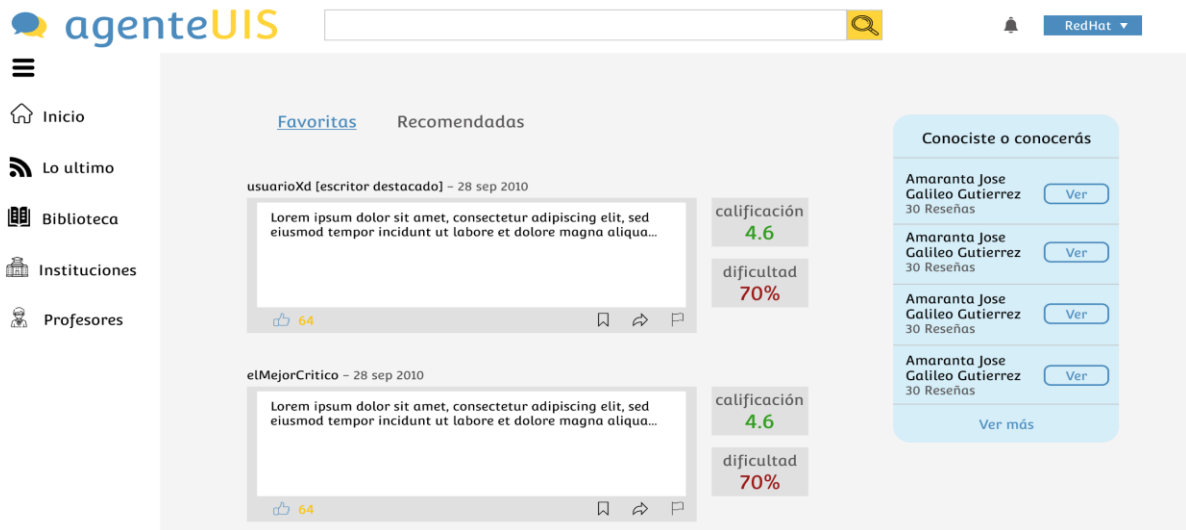 agenteUIS
RedHat
Inicio
Lo ultimo
Biblioteca
Instituciones
Profesores
Favoritas Recomendadas
usuarioXd [escritor destacado] – 28 sep 2010
Lorem ipsum dolor sit amet, consectetur adipiscing elit, sed
eiusmod tempor incidunt ut labore et dolore magna aliqua...
64
calificación
4.6
dificultad
70%
elMejorCritico – 28 sep 2010
Lorem ipsum dolor sit amet, consectetur adipiscing elit, sed
eiusmod tempor incidunt ut labore et dolore magna aliqua...
64
calificación
4.6
dificultad
70%
Conociste o conocerás
Amaranta Jose
Galileo Gutierrez
30 Reseñas
Ver
Amaranta Jose
Galileo Gutierrez
30 Reseñas
Ver
Amaranta Jose
Galileo Gutierrez
30 Reseñas
Ver
Amaranta Jose
Galileo Gutierrez
30 Reseñas
Ver
Ver más